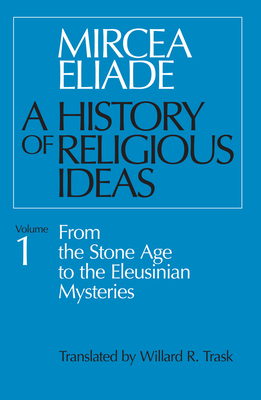 MIRCEA
ELIADE
A HISTORY
OF RELIGIOUS
IDEAS
Volume
1
From
the Stone Age
to the Eleusinian
Mysteries
Translated by Willard R. Trask